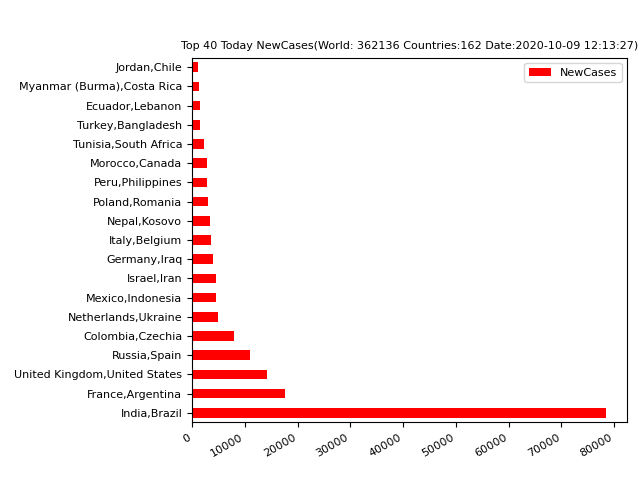 Top 40 Today NewCases(World: 362136 Countries:162 Date:2020-10-09 12:13:27)
NewCases
Jordan,Chile
Myanmar (Burma),Costa Rica
Ecuador,Lebanon
Turkey,Bangladesh
Tunisia,South Africa
Morocco,Canada
Peru,Philippines
Poland,Romania
Nepal,Kosovo
Italy,Belgium
Germany,Iraq
Israel,Iran
Mexico,Indonesia
Netherlands,Ukraine
Colombia,Czechia
Russia,Spain
United Kingdom,United States
France,Argentina
India,Brazil
0 10000 20000 30000 40000 50000 60000 70000 80000